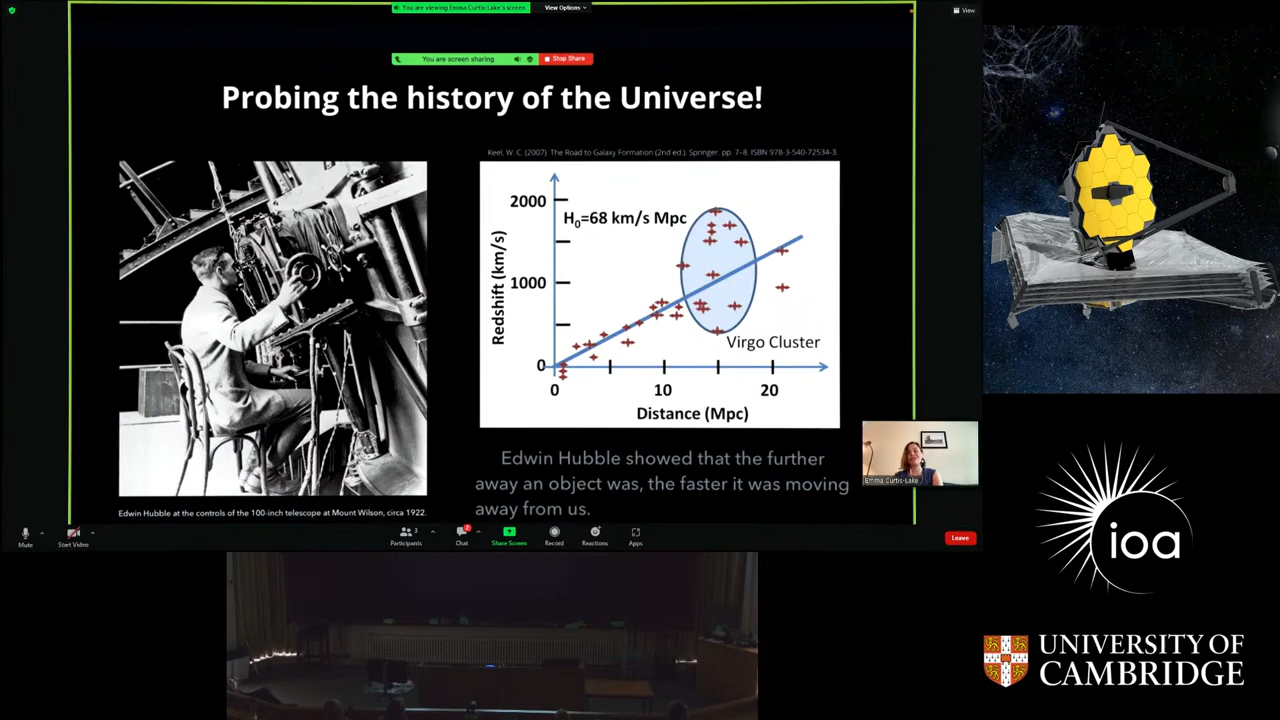 You are viewing Emma Curtis Lake's screen
View Options
View
You are screen sharing
Stop Share
Probing the history of the Universe!
Keel, W. C. (2007). The Road to Galaxy Formation (2nd ed.). Springer. pp. 7–8. ISBN 978-3-540-72534-3.
2000
H₀=68 km/s Mpc
Redshift (km/s)
1000
Virgo Cluster
0
0
10
20
Distance (Mpc)
Edwin Hubble showed that the further
away an object was, the faster it was moving
away from us.
Edwin Hubble at the controls of the 100-inch telescope at Mount Wilson, circa 1922.
Emma Curtis-Lake
Mute
Start Video
3
Participants
2
Chat
Share Screen
Record
Reactions
Apps
Leave
ioa
UNIVERSITY OF
CAMBRIDGE